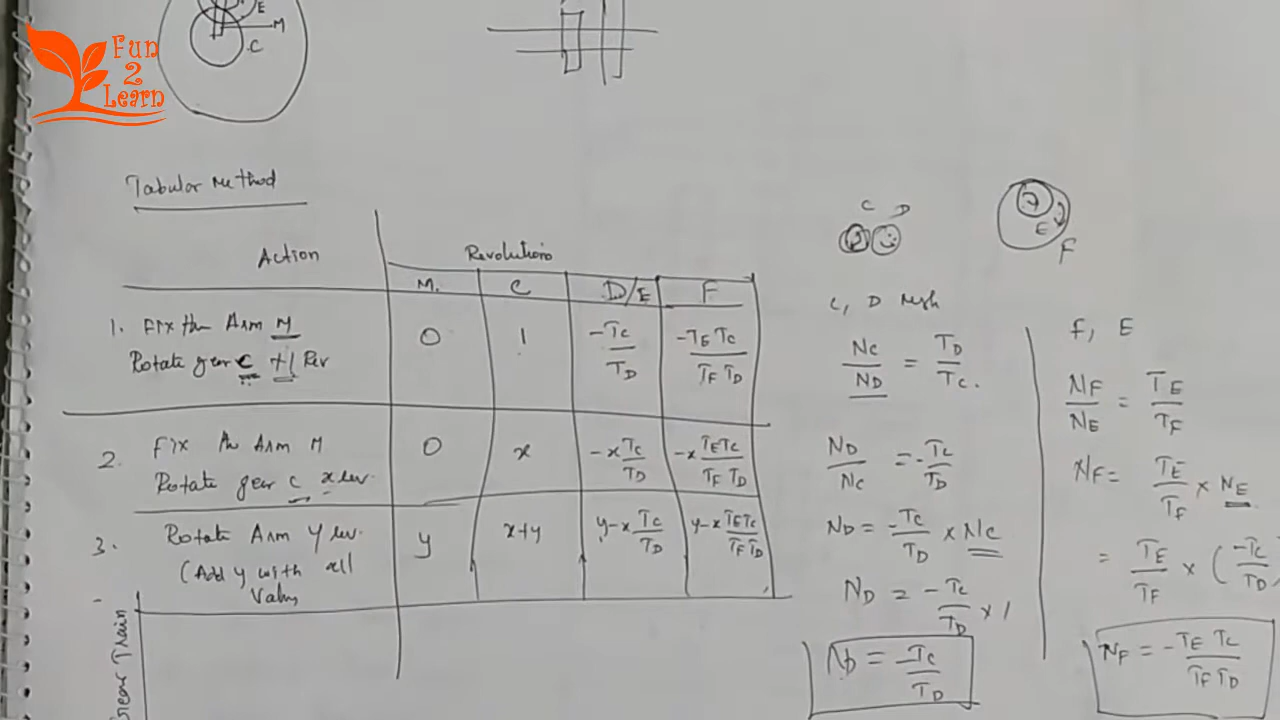 Fun
2
Learn
E
M
C
Tabular Method
Action
Revolutions
M. C D/E F
1. Fix the Arm M
Rotate gear C +1 Rev
0 1 -TC/TD -TE TC/TF TD
2. Fix the Arm M
Rotate gear C x rev.
0 x -x TC/TD -x TE TC/TF TD
3. Rotate Arm y rev.
(Add y with all
Values
y x+y y-x TC/TD y-x TE TC/TF TD
Gear Train
C D
C, D mesh
NC/ND = TD/TC.
ND/NC = -TC/TD
ND = -TC/TD × NC
ND = -TC/TD × 1
ND = -TC/TD
E
F
F, E
NF/NE = TE/TF
NF = TE/TF × NE
= TE/TF × (-TC/TD
NF = -TE TC/TF TD